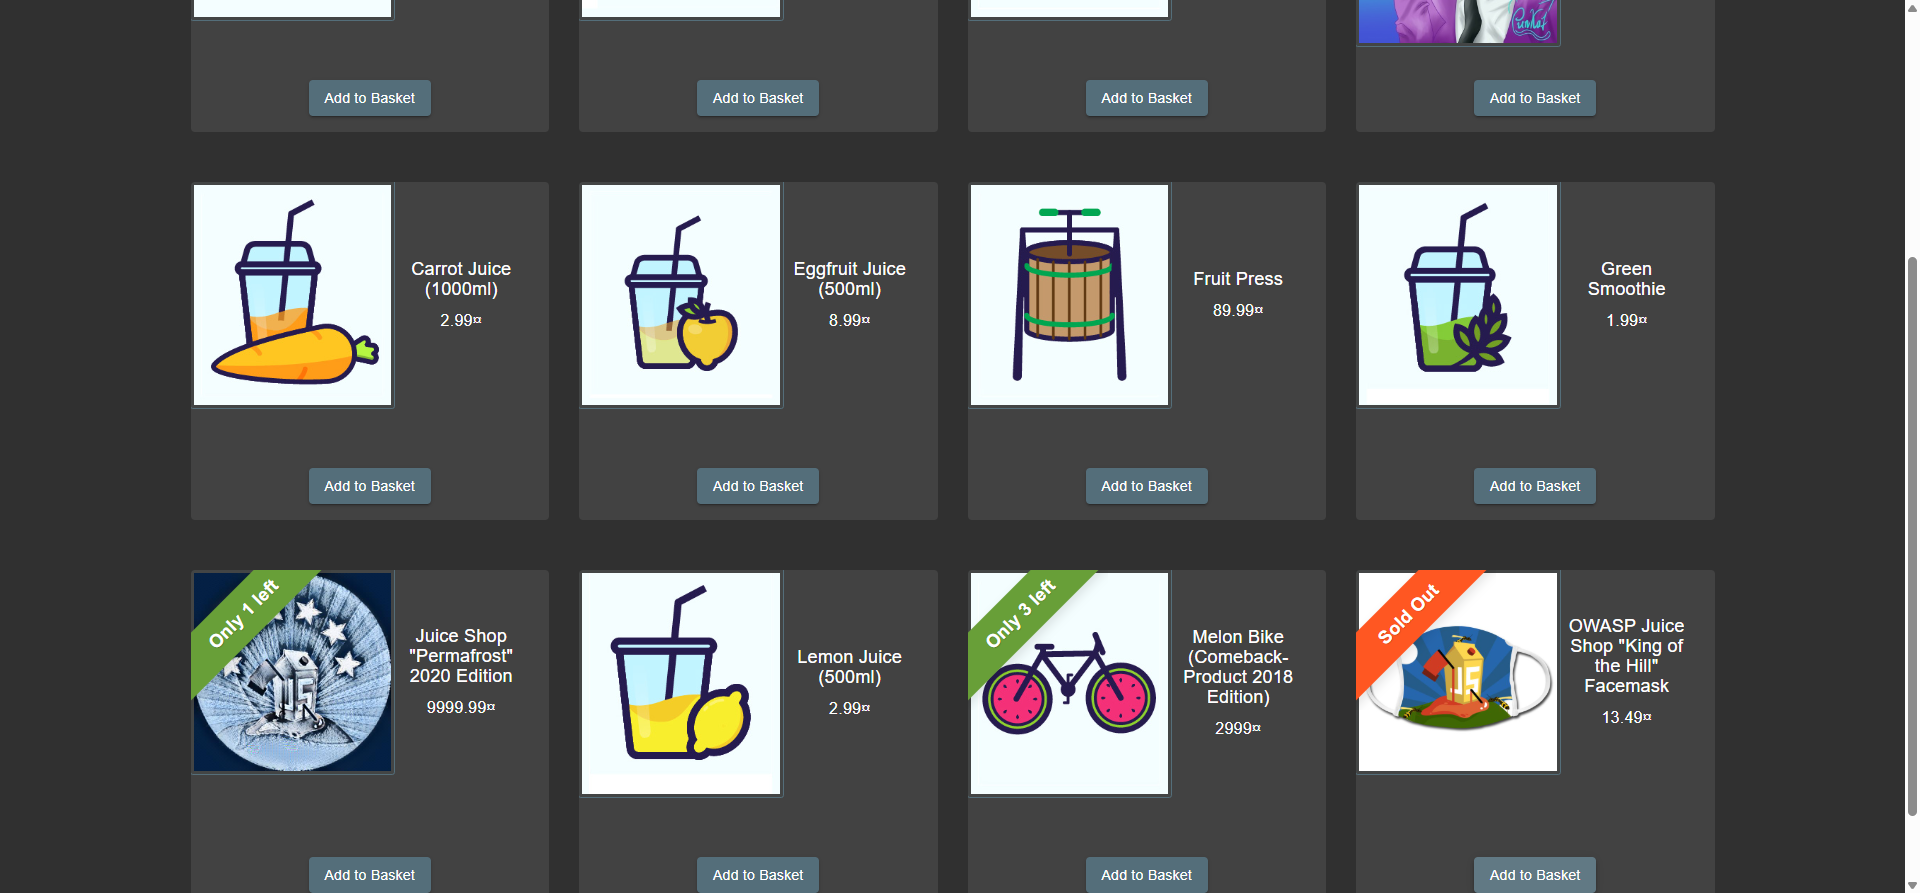 Add to Basket
Add to Basket
Add to Basket
Add to Basket
Carrot Juice
(1000ml)
2.99¤
Add to Basket
Eggfruit Juice
(500ml)
8.99¤
Add to Basket
Fruit Press
89.99¤
Add to Basket
Green
Smoothie
1.99¤
Add to Basket
Only 1 left
JS
Juice Shop
"Permafrost"
2020 Edition
9999.99¤
Add to Basket
Lemon Juice
(500ml)
2.99¤
Add to Basket
Only 3 left
Melon Bike
(Comeback-
Product 2018
Edition)
2999¤
Add to Basket
Sold Out
JS
OWASP Juice
Shop "King of
the Hill"
Facemask
13.49¤
Add to Basket